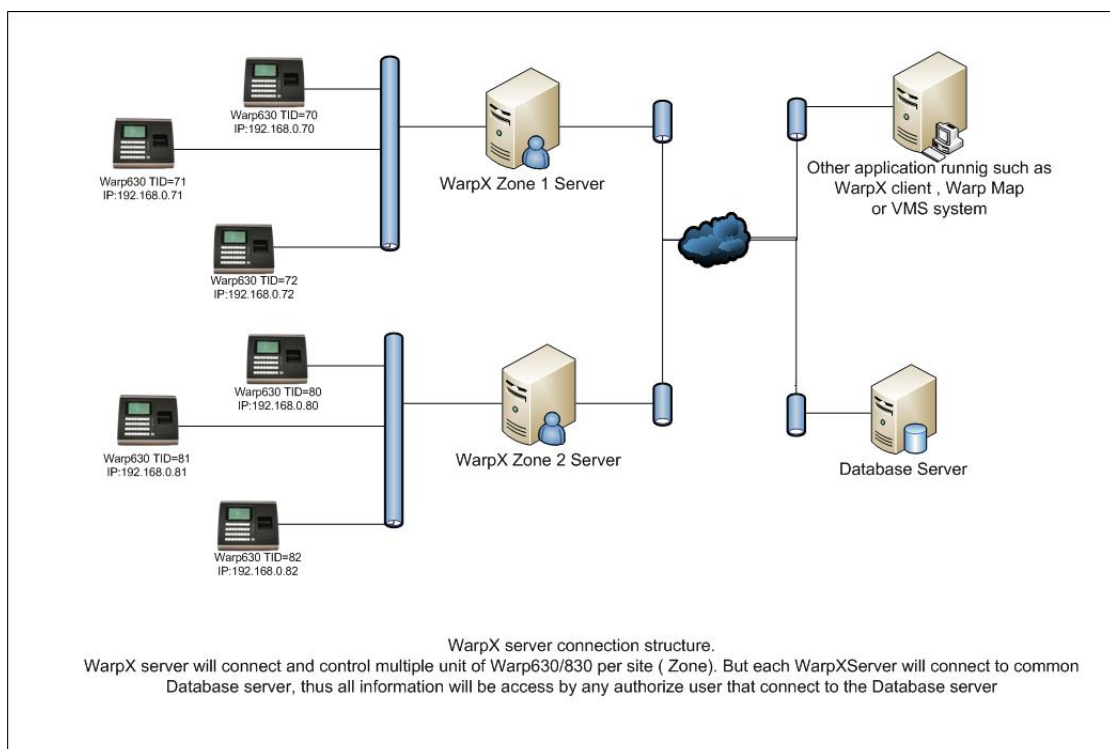 Warp630 TID=70
IP:192.168.0.70
Warp630 TID=71
IP:192.168.0.71
Warp630 TID=72
IP:192.168.0.72
WarpX Zone 1 Server
Other application runnig such as
WarpX client , Warp Map
or VMS system
Warp630 TID=80
IP:192.168.0.80
Warp630 TID=81
IP:192.168.0.81
Warp630 TID=82
IP:192.168.0.82
WarpX Zone 2 Server
Database Server
WarpX server connection structure.
WarpX server will connect and control multiple unit of Warp630/830 per site ( Zone). But each WarpXServer will connect to common
Database server, thus all information will be access by any authorize user that connect to the Database server